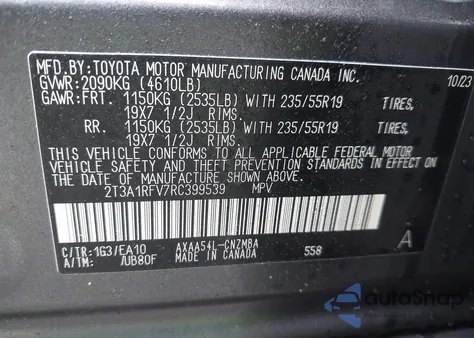 MFD.BY:TOYOTA MOTOR MANUFACTURING CANADA INC. 10/23
GVWR:2090KG (4610LB)
GAWR:FRT. 1150KG (2535LB) WITH 235/55R19 TIRES,
19X7 1/2J RIMS.
RR. 1150KG (2535LB) WITH 235/55R19 TIRES,
19X7 1/2J RIMS.
THIS VEHICLE CONFORMS TO ALL APPLICABLE FEDERAL MOTOR
VEHICLE SAFETY AND THEFT PREVENTION STANDARDS IN EFFECT
ON THE DATE OF MANUFACTURE SHOWN ABOVE.
2T3A1RFV7RC399539 MPV
C/TR:1G3/EA10 AXAA54L-CNZMBA 558 A
A/TM: /UB80F MADE IN CANADA
autoSnap